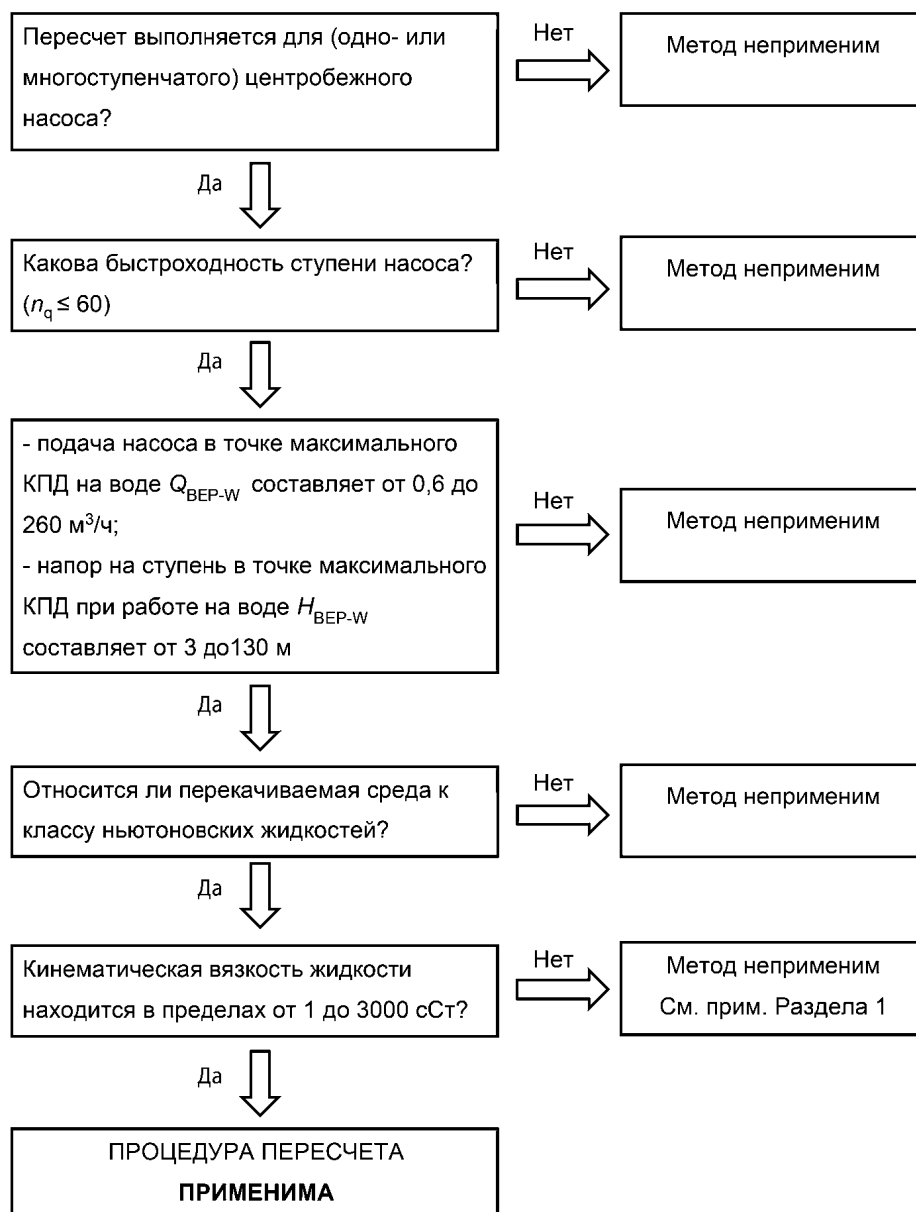 Пересчет выполняется для (одно- или
многоступенчатого) центробежного
насоса?
Нет
Метод неприменим
Да
Какова быстроходность ступени насоса?
(nq ≤ 60)
Нет
Метод неприменим
Да
- подача насоса в точке максимального
КПД на воде QBEP-W составляет от 0,6 до
260 м³/ч;
- напор на ступень в точке максимального
КПД при работе на воде HBEP-W
составляет от 3 до130 м
Нет
Метод неприменим
Да
Относится ли перекачиваемая среда к
классу ньютоновских жидкостей?
Нет
Метод неприменим
Да
Кинематическая вязкость жидкости
находится в пределах от 1 до 3000 сСт?
Нет
Метод неприменим
См. прим. Раздела 1
Да
ПРОЦЕДУРА ПЕРЕСЧЕТА
ПРИМЕНИМА